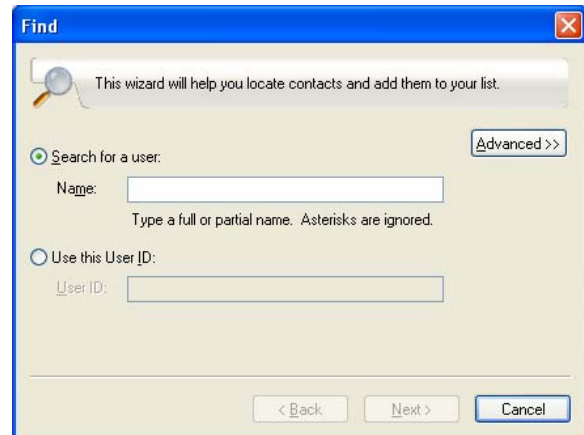 Find
This wizard will help you locate contacts and add them to your list.
Advanced >>
Search for a user:
Name:
Type a full or partial name. Asterisks are ignored.
Use this User ID:
User ID:
< Back
Next >
Cancel